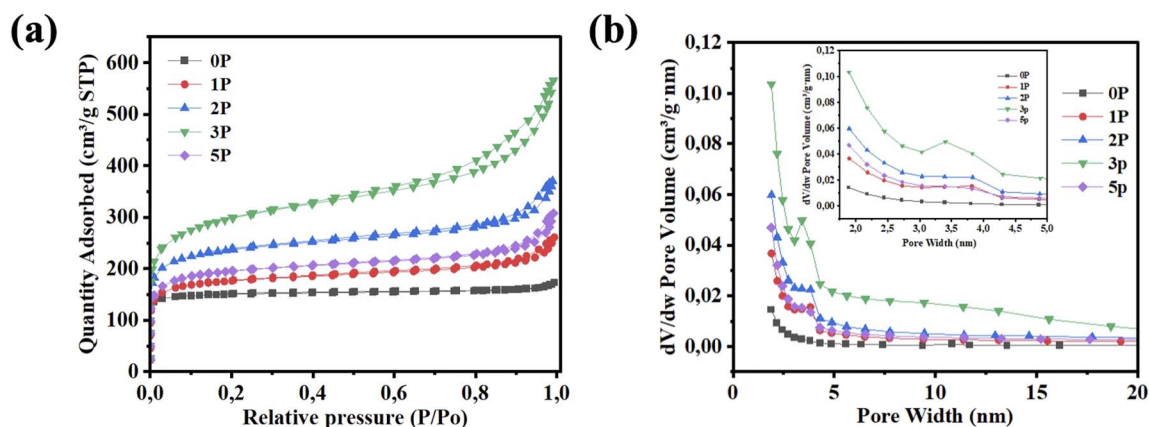 (a)
Quantity Adsorbed (cm³/g STP)
600
500
400
300
200
150
100
0
0P
1P
2P
3P
5P
0,0
0,2
0,4
0,6
0,8
1,0
Relative pressure (P/Po)
(b)
dV/dw Pore Volume (cm³/g·nm)
0,12
0,10
0,08
0,06
0,04
0,02
0,00
0P
1P
2P
3p
5p
0
5
10
15
20
Pore Width (nm)
dV/dw Pore Volume (cm³/g·nm)
0,12
0,10
0,08
0,06
0,04
0,02
0,00
0P
1P
2P
3p
5p
2,0
2,5
3,0
3,5
4,0
4,5
5,0
Pore Width (nm)